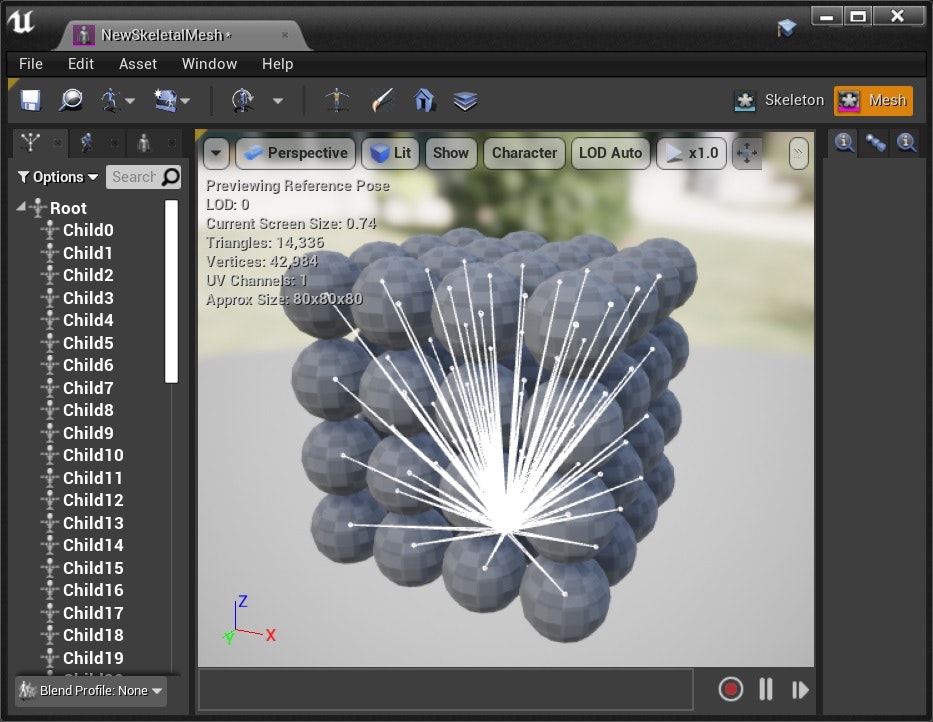 NewSkeletalMesh*
File Edit Asset Window Help
Skeleton Mesh
Perspective Lit Show Character LOD Auto x1.0
Options Search
Previewing Reference Pose
LOD: 0
Current Screen Size: 0.74
Triangles: 14,336
Vertices: 42,984
UV Channels: 1
Approx Size: 80x80x80
Root
Child0
Child1
Child2
Child3
Child4
Child5
Child6
Child7
Child8
Child9
Child10
Child11
Child12
Child13
Child14
Child15
Child16
Child17
Child18
Child19
Z
X
Y
Blend Profile: None